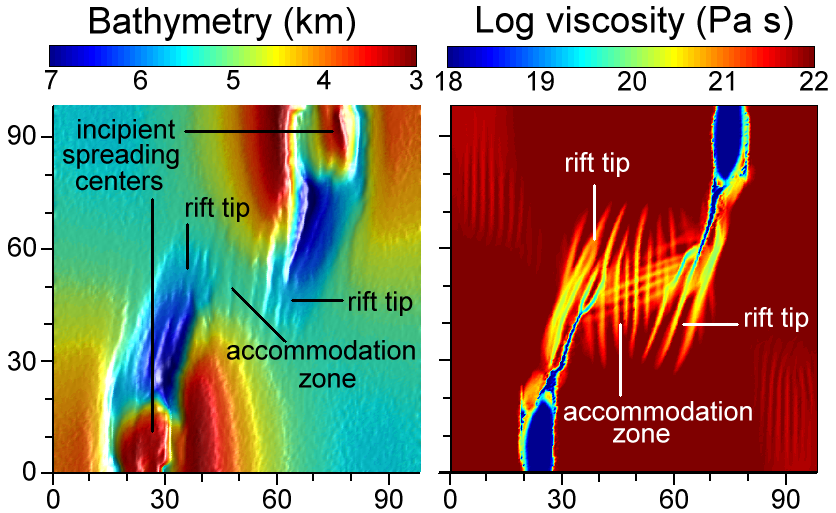 Bathymetry (km)
7 6 5 4 3
Log viscosity (Pa s)
18 19 20 21 22
90
60
30
0
0 30 60 90
incipient
spreading
centers
rift tip
rift tip
accommodation
zone
rift tip
rift tip
accommodation
zone
0 30 60 90